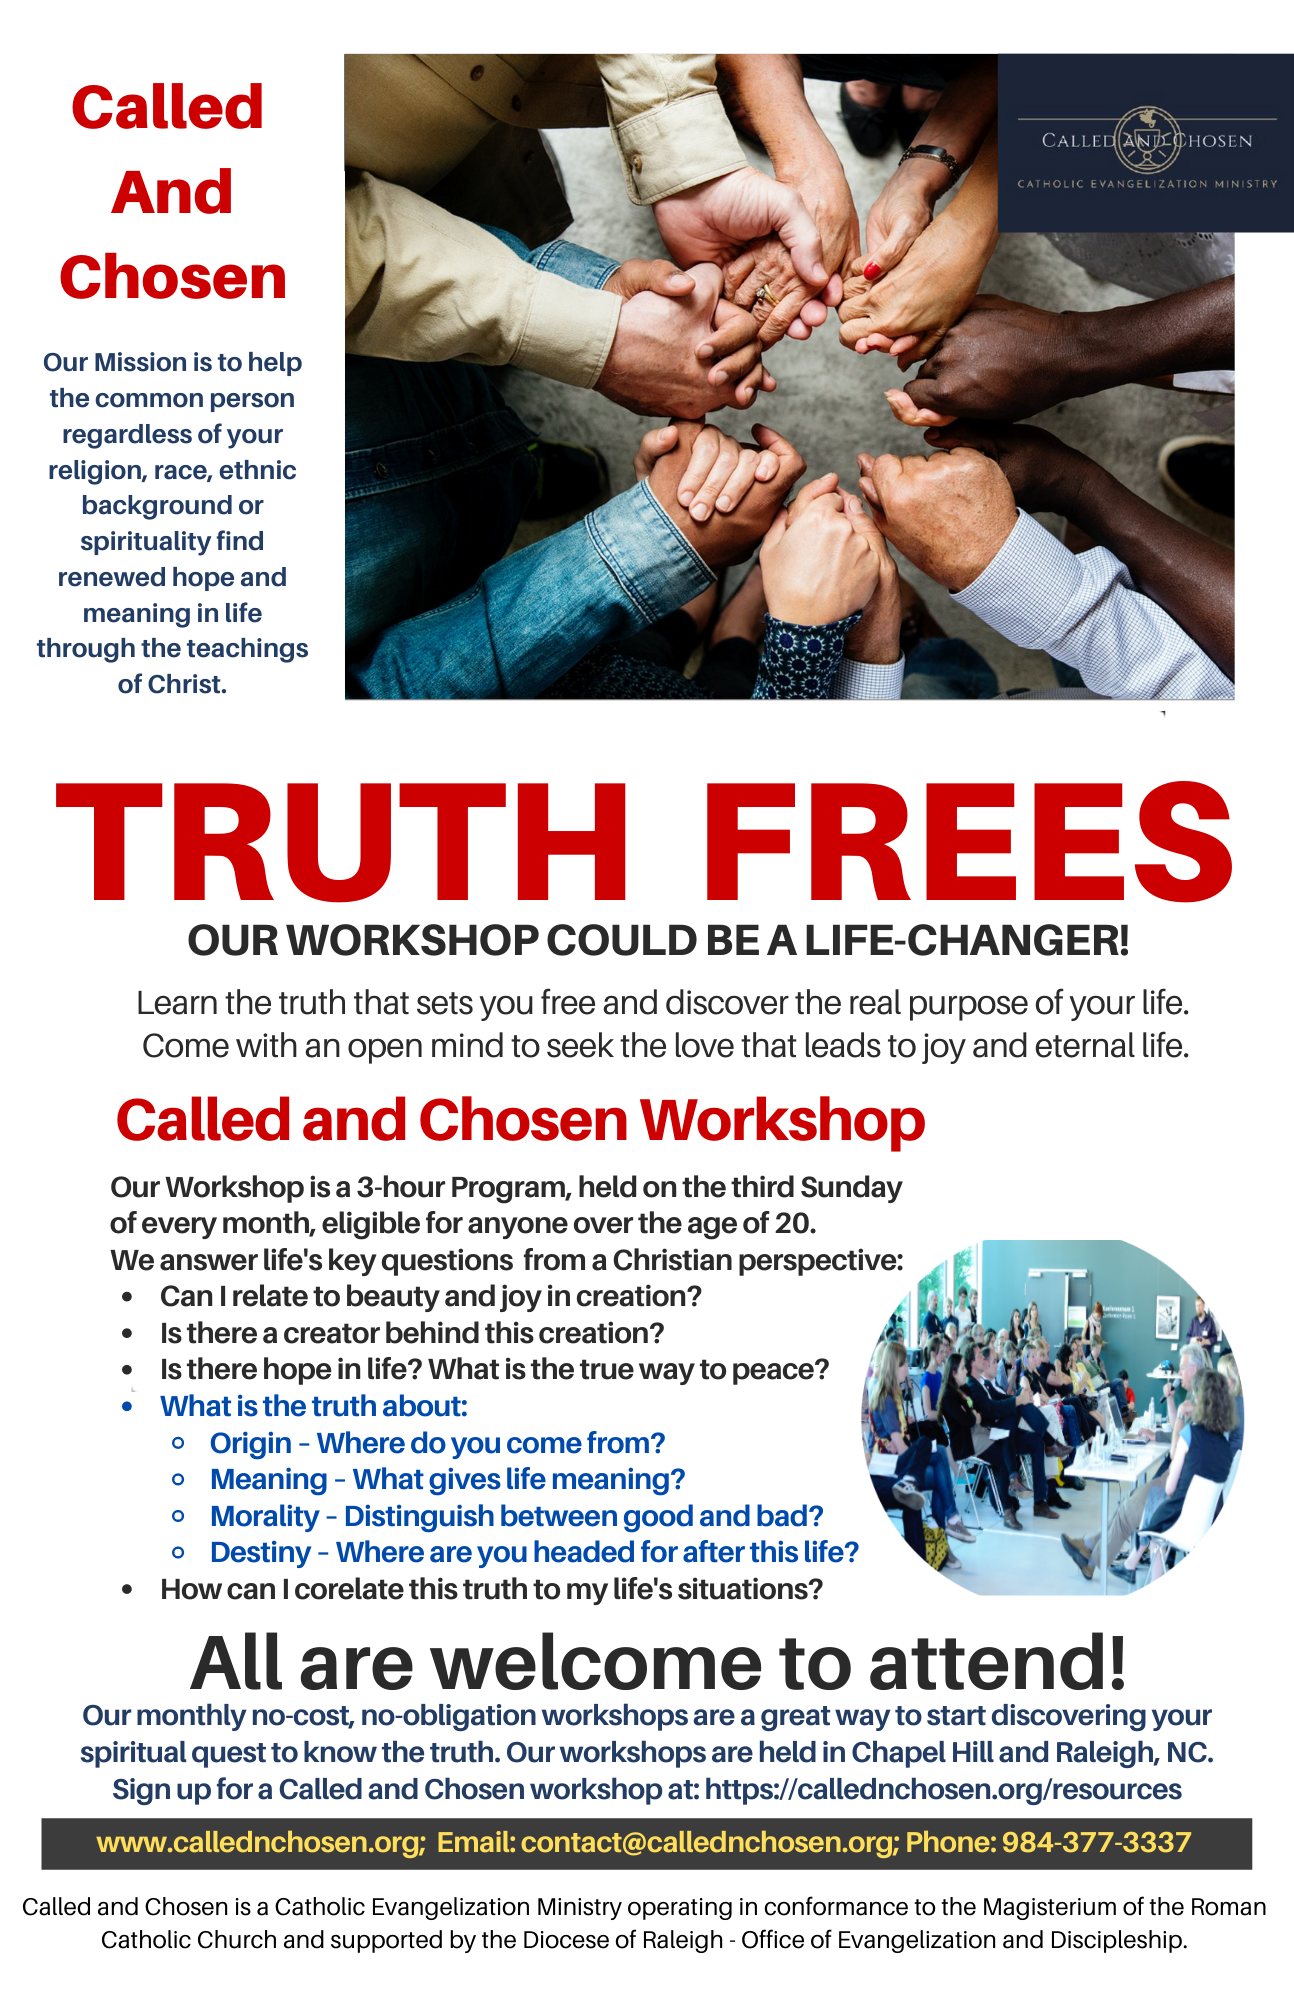 Called
And
Chosen
CALLED AND CHOSEN
CATHOLIC EVANGELIZATION MINISTRY
Our Mission is to help
the common person
regardless of your
religion, race, ethnic
background or
spirituality find
renewed hope and
meaning in life
through the teachings
of Christ.
TRUTH FREES
OUR WORKSHOP COULD BE A LIFE-CHANGER!
Learn the truth that sets you free and discover the real purpose of your life.
Come with an open mind to seek the love that leads to joy and eternal life.
Called and Chosen Workshop
Our Workshop is a 3-hour Program, held on the third Sunday
of every month, eligible for anyone over the age of 20.
We answer life's key questions from a Christian perspective:
• Can I relate to beauty and joy in creation?
• Is there a creator behind this creation?
• Is there hope in life? What is the true way to peace?
• What is the truth about:
◦ Origin – Where do you come from?
◦ Meaning – What gives life meaning?
◦ Morality – Distinguish between good and bad?
◦ Destiny – Where are you headed for after this life?
• How can I corelate this truth to my life's situations?
All are welcome to attend!
Our monthly no-cost, no-obligation workshops are a great way to start discovering your
spiritual quest to know the truth. Our workshops are held in Chapel Hill and Raleigh, NC.
Sign up for a Called and Chosen workshop at: https://callednchosen.org/resources
www.callednchosen.org; Email: contact@callednchosen.org; Phone: 984-377-3337
Called and Chosen is a Catholic Evangelization Ministry operating in conformance to the Magisterium of the Roman
Catholic Church and supported by the Diocese of Raleigh - Office of Evangelization and Discipleship.